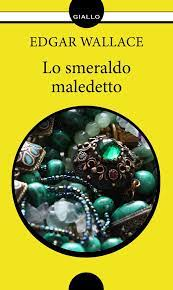 GIALLO
EDGAR WALLACE
Lo smeraldo
maledetto